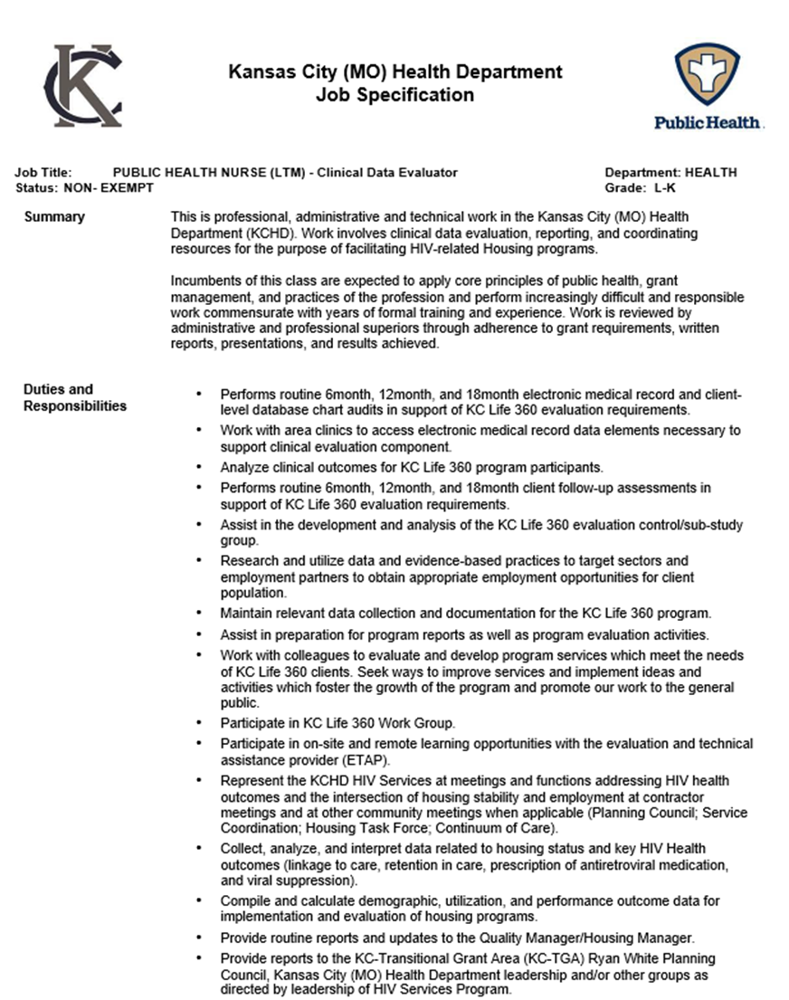 KC
Kansas City (MO) Health Department
Job Specification
Public Health
Job Title: PUBLIC HEALTH NURSE (LTM) - Clinical Data Evaluator Department: HEALTH
Status: NON- EXEMPT Grade: L-K
Summary This is professional, administrative and technical work in the Kansas City (MO) Health
Department (KCHD). Work involves clinical data evaluation, reporting, and coordinating
resources for the purpose of facilitating HIV-related Housing programs.
Incumbents of this class are expected to apply core principles of public health, grant
management, and practices of the profession and perform increasingly difficult and responsible
work commensurate with years of formal training and experience. Work is reviewed by
administrative and professional superiors through adherence to grant requirements, written
reports, presentations, and results achieved.
Duties and
Responsibilities
• Performs routine 6month, 12month, and 18month electronic medical record and client-
level database chart audits in support of KC Life 360 evaluation requirements.
• Work with area clinics to access electronic medical record data elements necessary to
support clinical evaluation component.
• Analyze clinical outcomes for KC Life 360 program participants.
• Performs routine 6month, 12month, and 18month client follow-up assessments in
support of KC Life 360 evaluation requirements.
• Assist in the development and analysis of the KC Life 360 evaluation control/sub-study
group.
• Research and utilize data and evidence-based practices to target sectors and
employment partners to obtain appropriate employment opportunities for client
population.
• Maintain relevant data collection and documentation for the KC Life 360 program.
• Assist in preparation for program reports as well as program evaluation activities.
• Work with colleagues to evaluate and develop program services which meet the needs
of KC Life 360 clients. Seek ways to improve services and implement ideas and
activities which foster the growth of the program and promote our work to the general
public.
• Participate in KC Life 360 Work Group.
• Participate in on-site and remote learning opportunities with the evaluation and technical
assistance provider (ETAP).
• Represent the KCHD HIV Services at meetings and functions addressing HIV health
outcomes and the intersection of housing stability and employment at contractor
meetings and at other community meetings when applicable (Planning Council; Service
Coordination; Housing Task Force; Continuum of Care).
• Collect, analyze, and interpret data related to housing status and key HIV Health
outcomes (linkage to care, retention in care, prescription of antiretroviral medication,
and viral suppression).
• Compile and calculate demographic, utilization, and performance outcome data for
implementation and evaluation of housing programs.
• Provide routine reports and updates to the Quality Manager/Housing Manager.
• Provide reports to the KC-Transitional Grant Area (KC-TGA) Ryan White Planning
Council, Kansas City (MO) Health Department leadership and/or other groups as
directed by leadership of HIV Services Program.